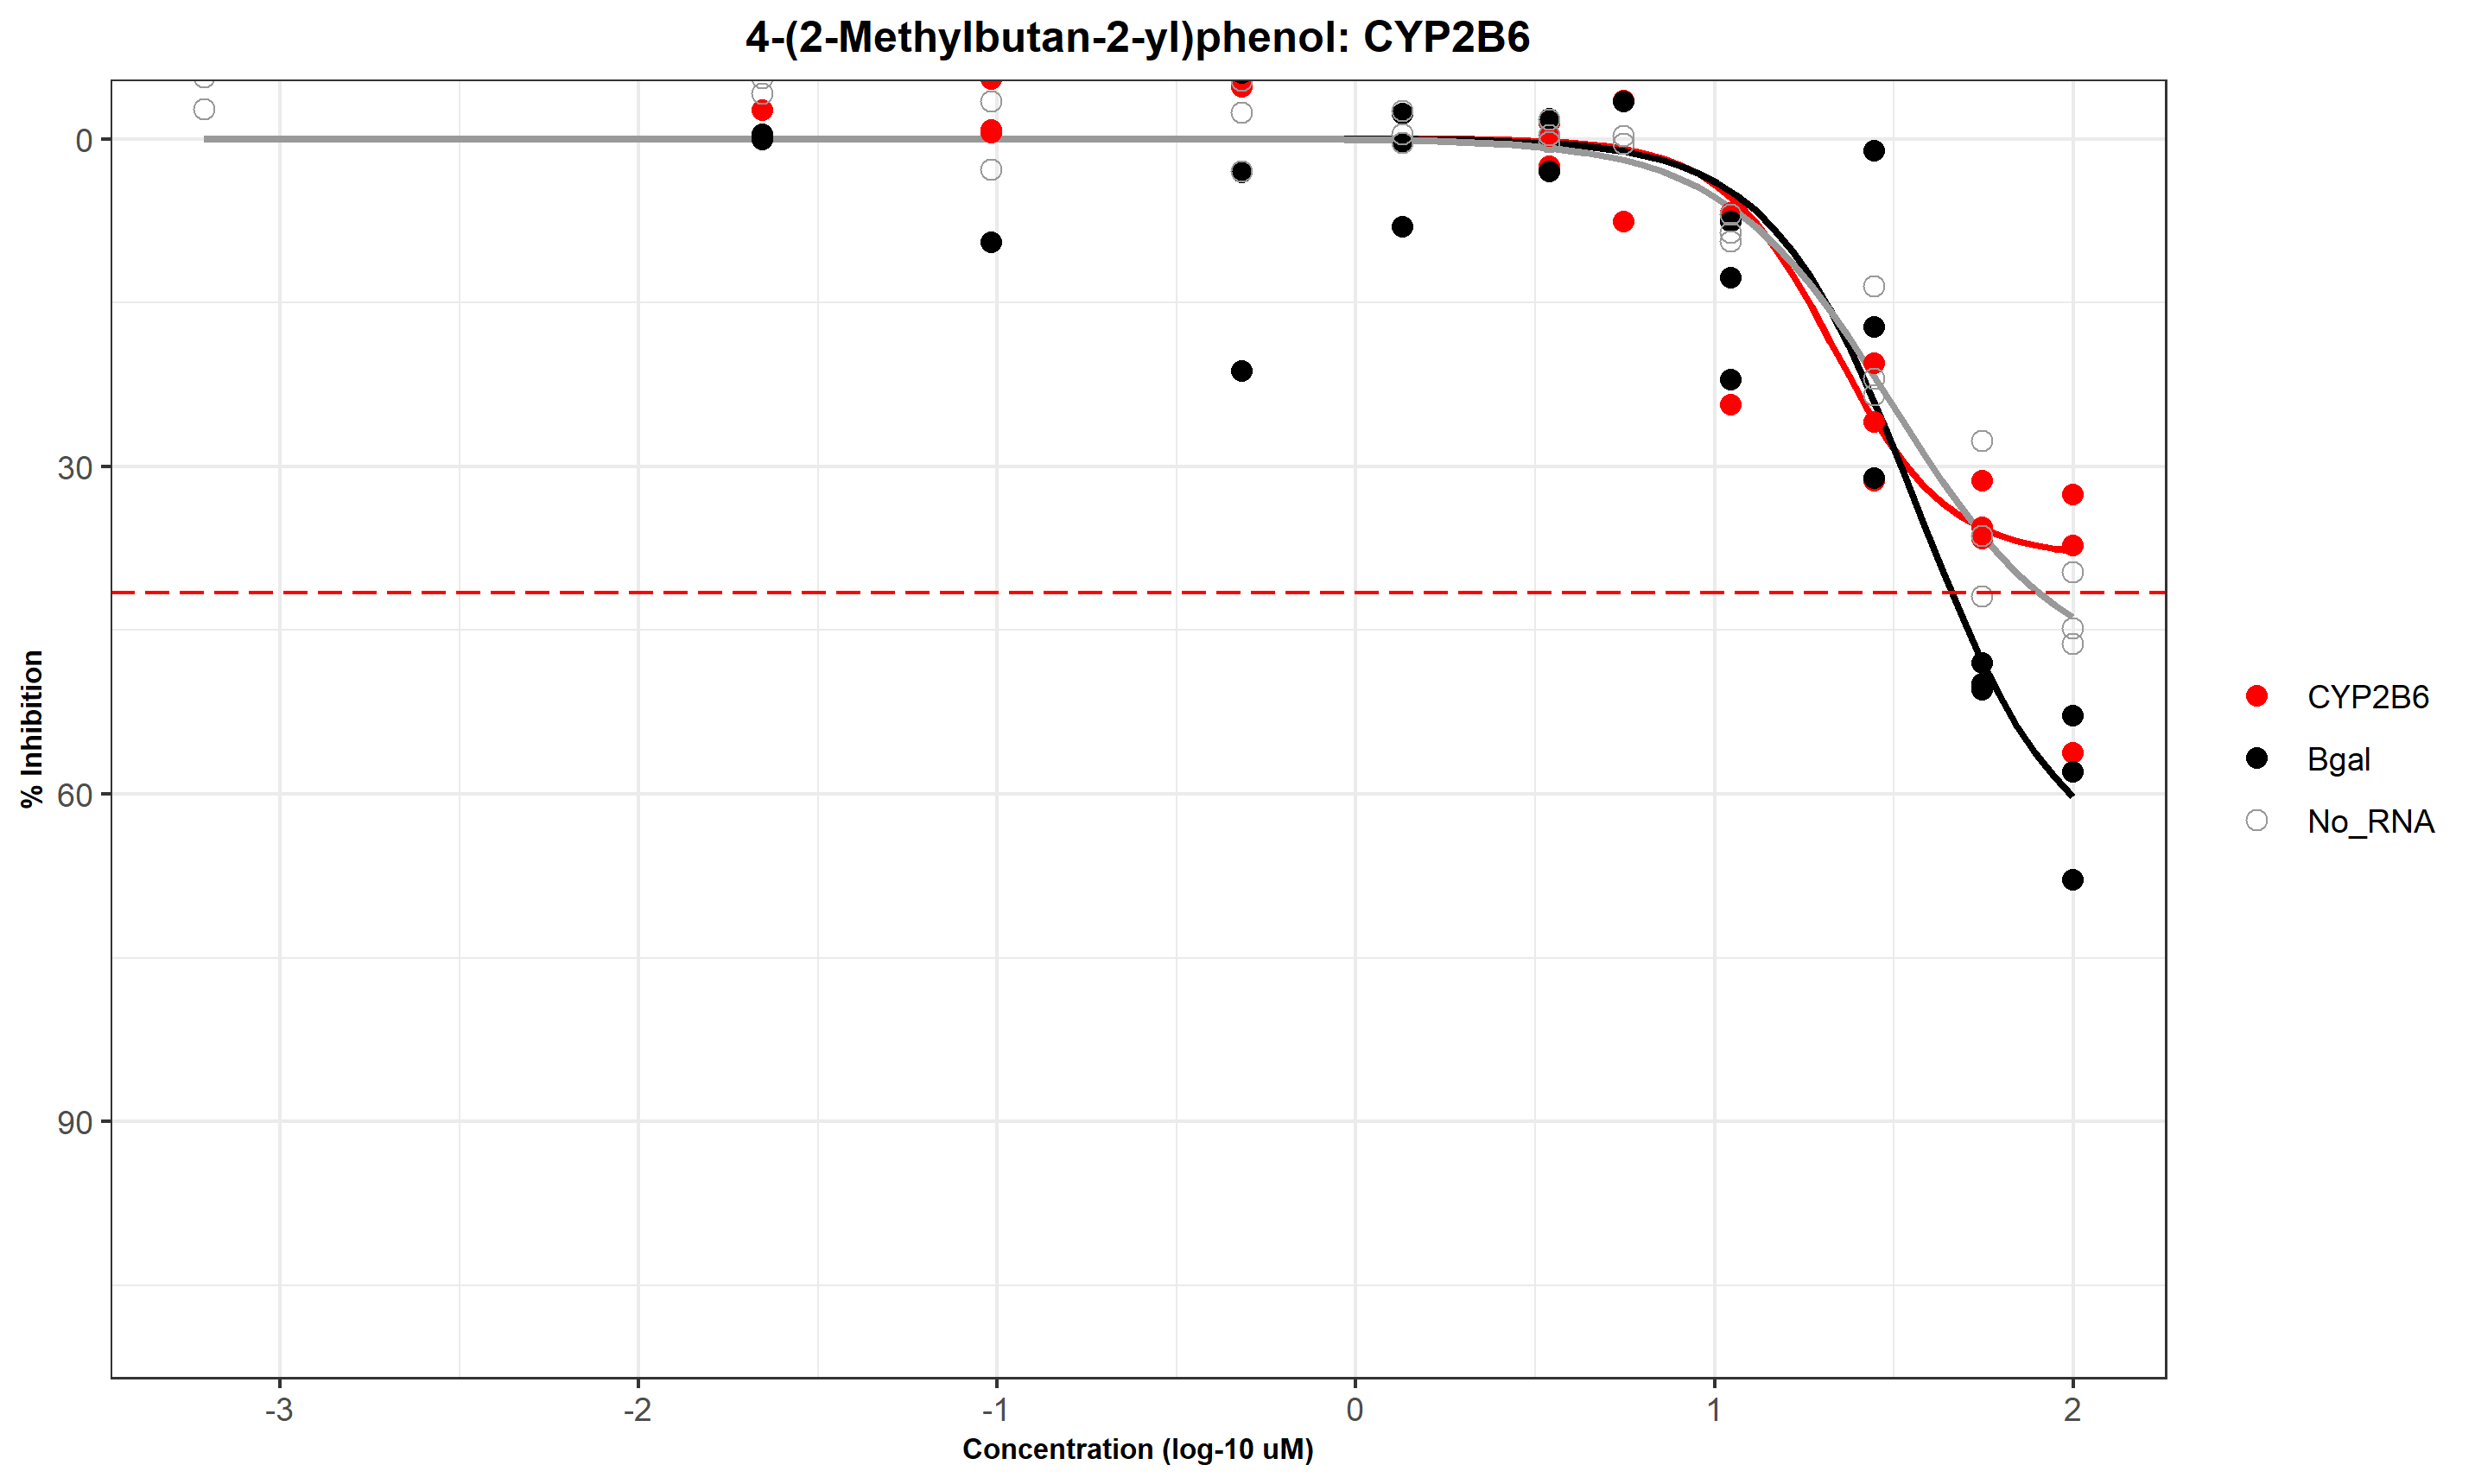 4-(2-Methylbutan-2-yl)phenol: CYP2B6
% Inhibition
0
30
60
90
-3
-2
-1
0
1
2
Concentration (log-10 uM)
CYP2B6
Bgal
No_RNA